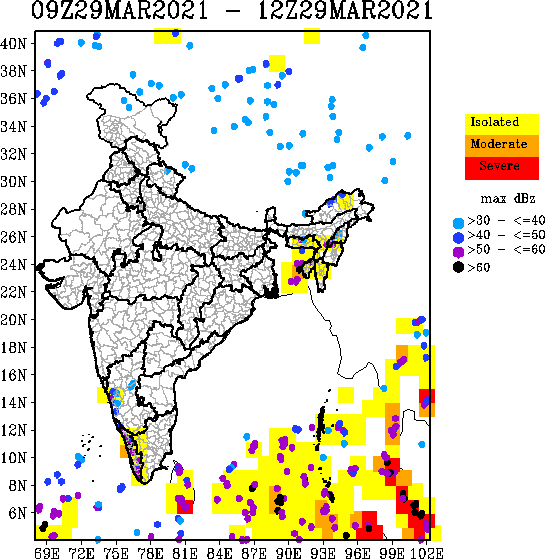 09Z29MAR2021 - 12Z29MAR2021
40N
38N
36N
34N
32N
30N
28N
26N
24N
22N
20N
18N
16N
14N
12N
10N
8N
6N
69E 72E 75E 78E 81E 84E 87E 90E 93E 96E 99E 102E
Isolated
Moderate
Severe
max dBz
>30 - <=40
>40 - <=50
>50 - <=60
>60